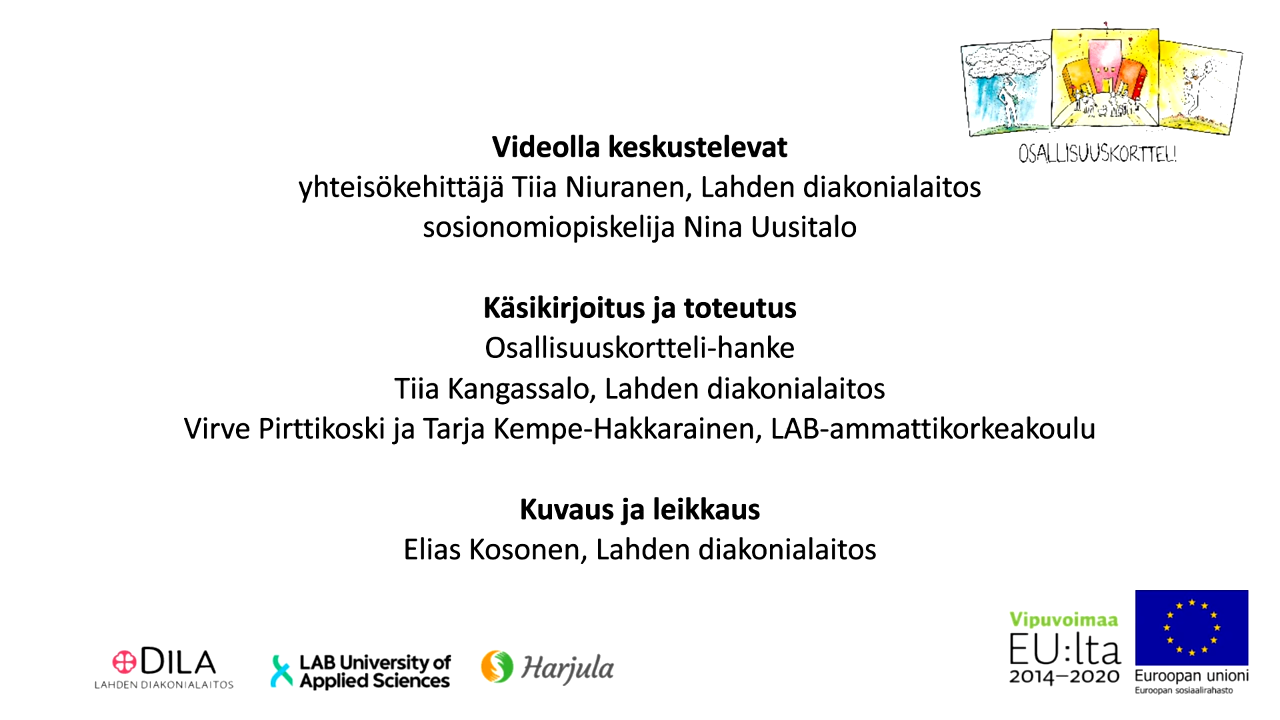 OSALLISUUSKORTTELI
Videolla keskustelevat
yhteisökehittäjä Tiia Niuranen, Lahden diakonialaitos
sosionomiopiskelija Nina Uusitalo
Käsikirjoitus ja toteutus
Osallisuuskortteli-hanke
Tiia Kangassalo, Lahden diakonialaitos
Virve Pirttikoski ja Tarja Kempe-Hakkarainen, LAB-ammattikorkeakoulu
Kuvaus ja leikkaus
Elias Kosonen, Lahden diakonialaitos
DILA
LAHDEN DIAKONIALAITOS
LAB University of
Applied Sciences
Harjula
Vipuvoimaa
EU:lta
2014–2020
Euroopan unioni
Euroopan sosiaalirahasto